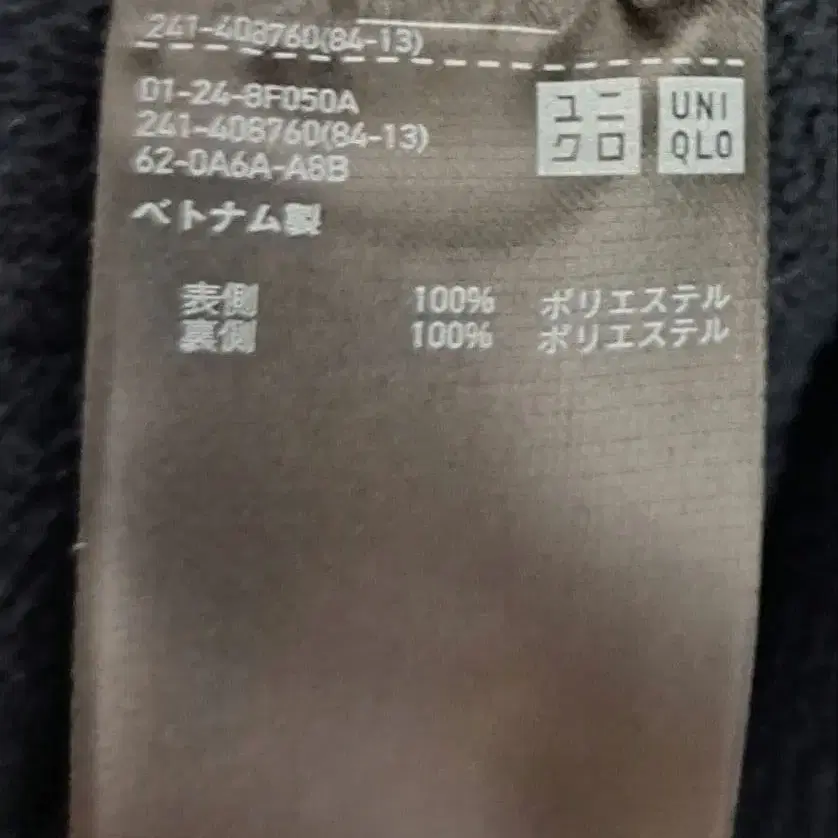 241-408760(84-13)
01-24-8F050A
241-408760(84-13)
62-0A6A-A8B
ユニ
クロ
UNI
QLO
ベトナム製
表側 100% ポリエステル
裏側 100% ポリエステル